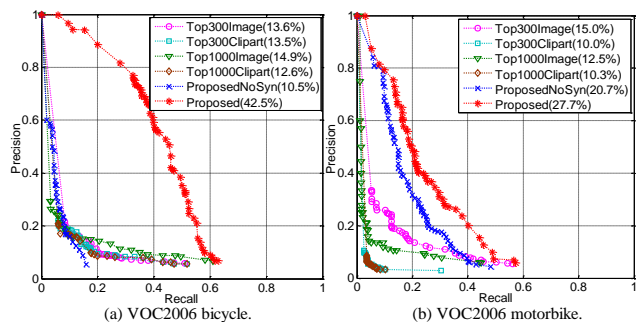 1
0.8
0.6
0.4
0.2
0
Precision
0
0.2
0.4
0.6
0.8
1
Recall
Top300Image(13.6%)
Top300Clipart(13.5%)
Top1000Image(14.9%)
Top1000Clipart(12.6%)
ProposedNoSyn(10.5%)
Proposed(42.5%)
(a) VOC2006 bicycle.
1
0.8
0.6
0.4
0.2
0
Precision
0
0.2
0.4
0.6
0.8
1
Recall
Top300Image(15.0%)
Top300Clipart(10.0%)
Top1000Image(12.5%)
Top1000Clipart(10.3%)
ProposedNoSyn(20.7%)
Proposed(27.7%)
(b) VOC2006 motorbike.